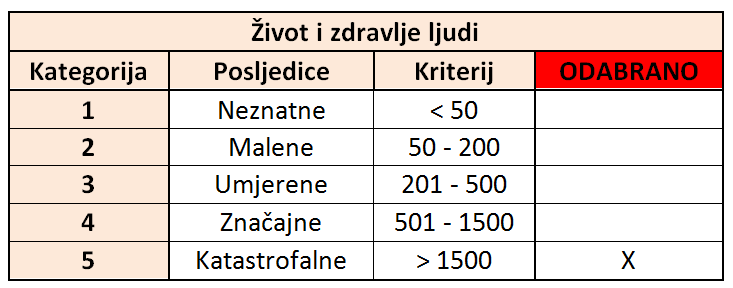 Život i zdravlje ljudi
Kategorija Posljedice Kriterij ODABRANO
1 Neznatne < 50
2 Malene 50 - 200
3 Umjerene 201 - 500
4 Značajne 501 - 1500
5 Katastrofalne > 1500 X